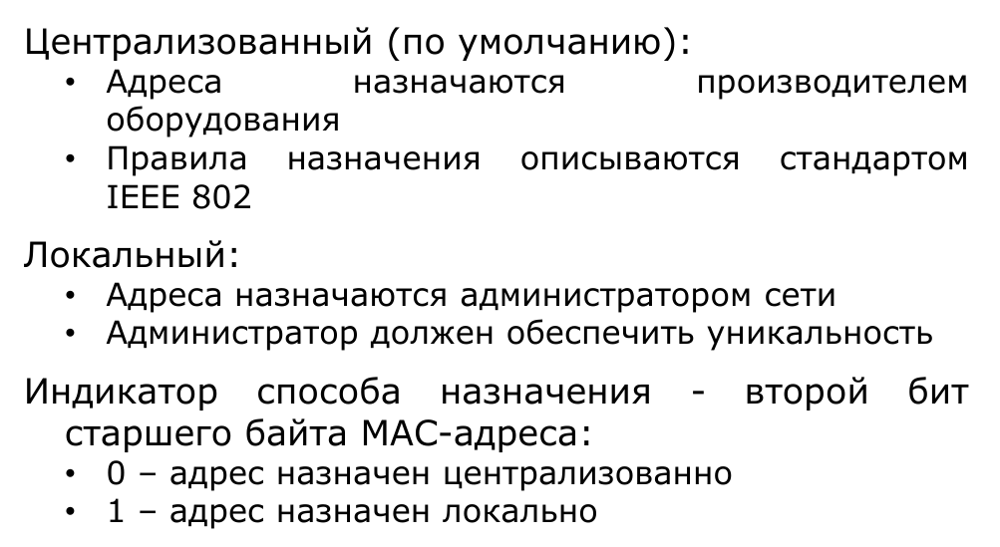 Централизованный (по умолчанию):
• Адреса назначаются производителем
оборудования
• Правила назначения описываются стандартом
IEEE 802
Локальный:
• Адреса назначаются администратором сети
• Администратор должен обеспечить уникальность
Индикатор способа назначения - второй бит
старшего байта MAC-адреса:
• 0 – адрес назначен централизованно
• 1 – адрес назначен локально